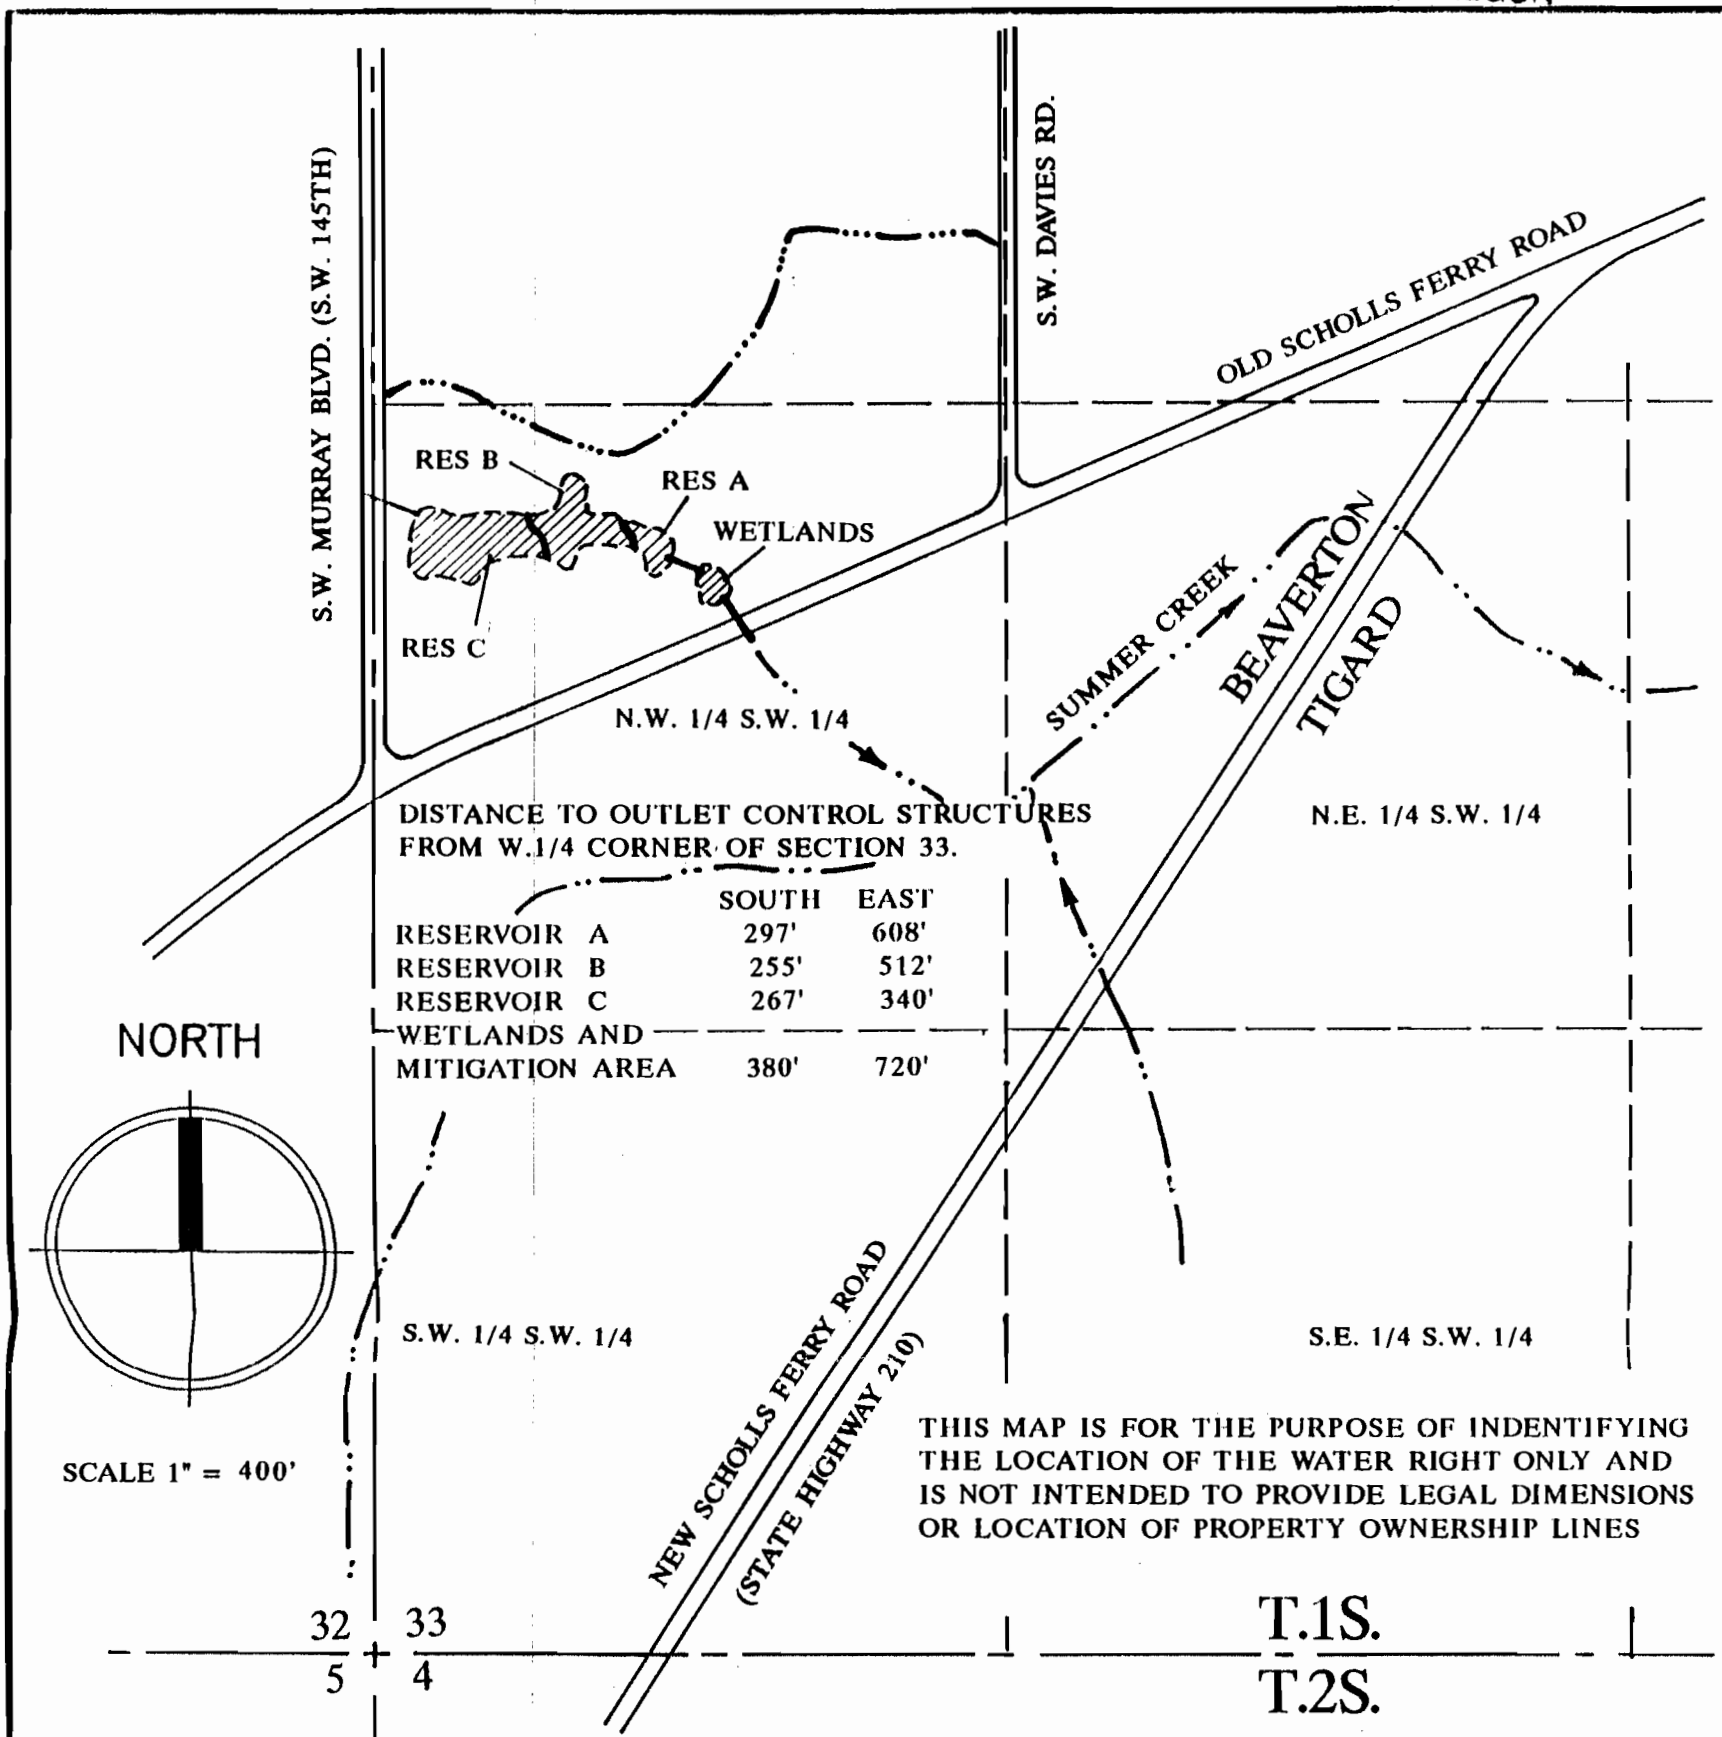 S.W. MURRAY BLVD. (S.W. 145TH)
S.W. DAVIES RD.
OLD SCHOLLS FERRY ROAD
RES B
RES A
WETLANDS
RES C
SUMMER CREEK
BEAVERTON
TIGARD
N.W. 1/4 S.W. 1/4
N.E. 1/4 S.W. 1/4
DISTANCE TO OUTLET CONTROL STRUCTURES
FROM W.1/4 CORNER OF SECTION 33.
SOUTH EAST
RESERVOIR A 297' 608'
RESERVOIR B 255' 512'
RESERVOIR C 267' 340'
WETLANDS AND
MITIGATION AREA 380' 720'
NORTH
SCALE 1" = 400'
S.W. 1/4 S.W. 1/4
S.E. 1/4 S.W. 1/4
NEW SCHOLLS FERRY ROAD
(STATE HIGHWAY 210)
THIS MAP IS FOR THE PURPOSE OF INDENTIFYING
THE LOCATION OF THE WATER RIGHT ONLY AND
IS NOT INTENDED TO PROVIDE LEGAL DIMENSIONS
OR LOCATION OF PROPERTY OWNERSHIP LINES
32 33
5 4
T.1S.
T.2S.